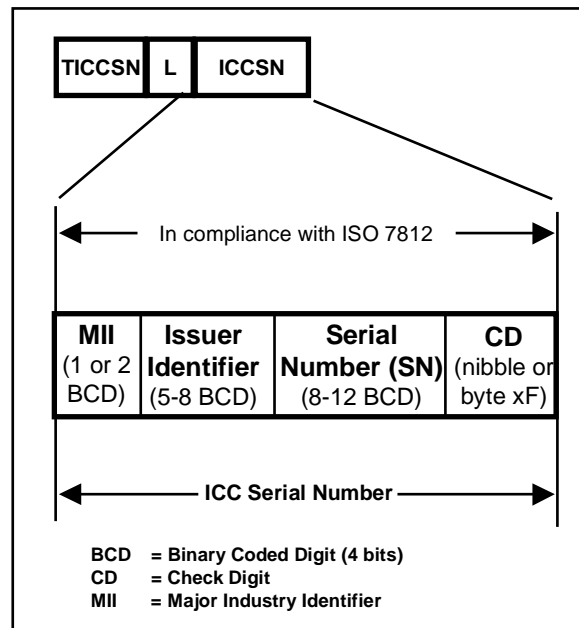 TICCSN L ICCSN
In compliance with ISO 7812
MII Issuer Serial CD
(1 or 2 Identifier Number (SN) (nibble or
BCD) (5-8 BCD) (8-12 BCD) byte xF)
ICC Serial Number
BCD = Binary Coded Digit (4 bits)
CD = Check Digit
MII = Major Industry Identifier